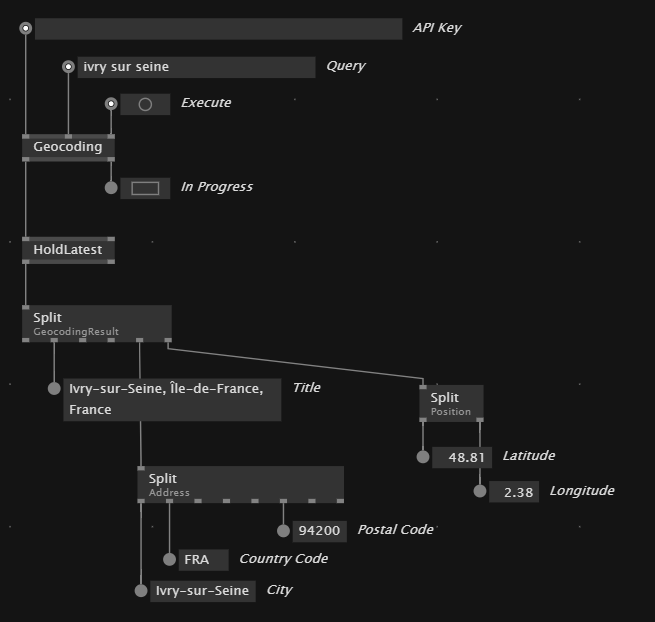 API Key
ivry sur seine Query
Execute
Geocoding
In Progress
HoldLatest
Split
GeocodingResult
Ivry-sur-Seine, Île-de-France,
France
Title
Split
Position
48.81 Latitude
2.38 Longitude
Split
Address
94200 Postal Code
FRA Country Code
Ivry-sur-Seine City